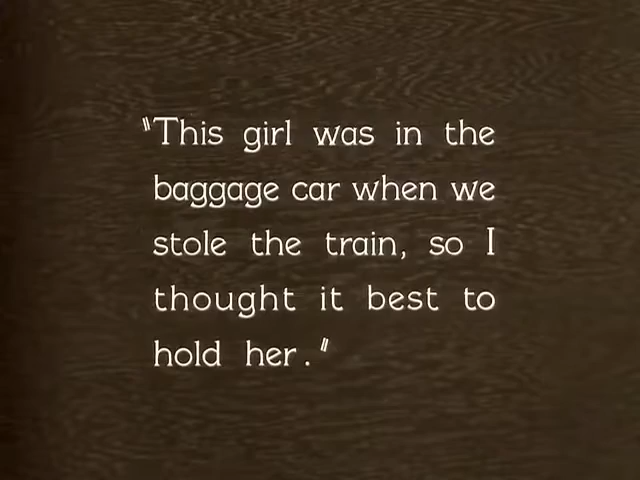 "This girl was in the
baggage car when we
stole the train, so I
thought it best to
hold her."